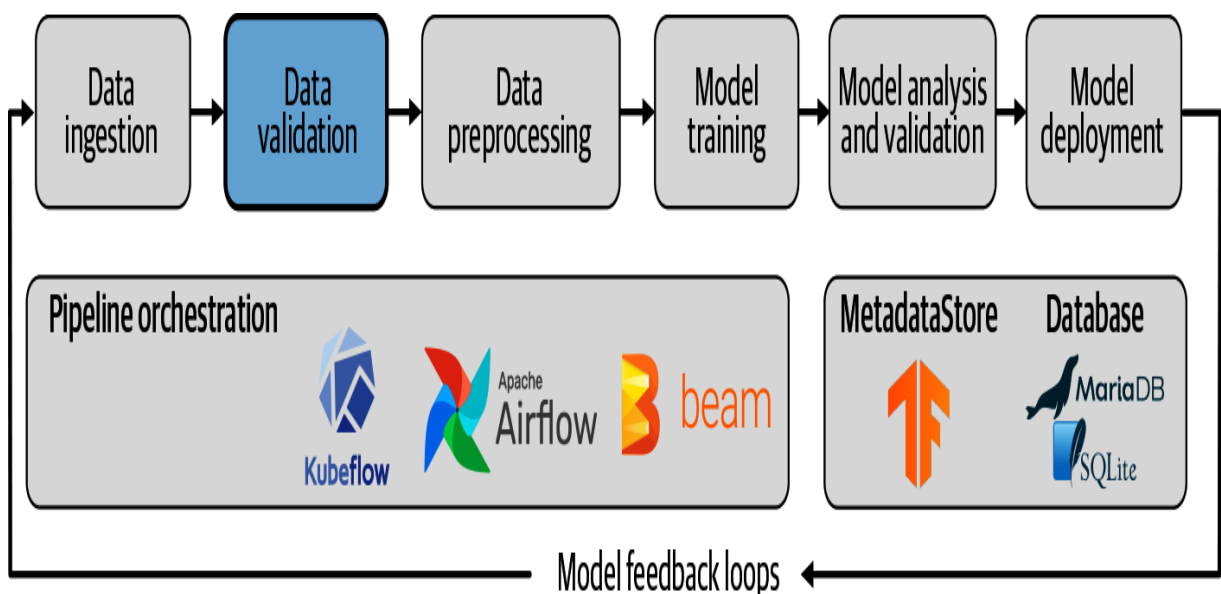 Data
ingestion
Data
validation
Data
preprocessing
Model
training
Model analysis
and validation
Model
deployment
Pipeline orchestration
Kubeflow
Apache
Airflow
beam
MetadataStore
Database
MariaDB
SQLite
Model feedback loops